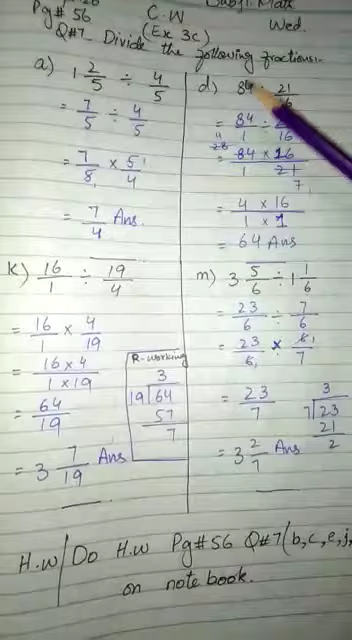 Pg# 56 C.W Math
(Ex 3c) Wed.
Q#7 Divide the following fractions:-
a) 1 2/5 ÷ 4/5
= 7/5 ÷ 4/5
= 7/5 × 5/4
= 7/4 Ans.
d) 84 ÷ 21/16
= 84/1 ÷ 21/16
= 84 × 16 / 1 21
28 7
= 4 × 16 / 1 × 1
= 64 Ans
k) 16/1 ÷ 19/4
= 16/1 × 4/19
= 16 × 4 / 1 × 19
= 64/19
= 3 7/19 Ans
R-working
3
19 64
57
7
m) 3 5/6 ÷ 1 1/6
= 23/6 ÷ 7/6
= 23/6 × 6/7
= 23/7
= 3 2/7 Ans
3
7 23
21
2
H.W Do H.W Pg# 56 Q#7 (b, c, e, j,
on note book.